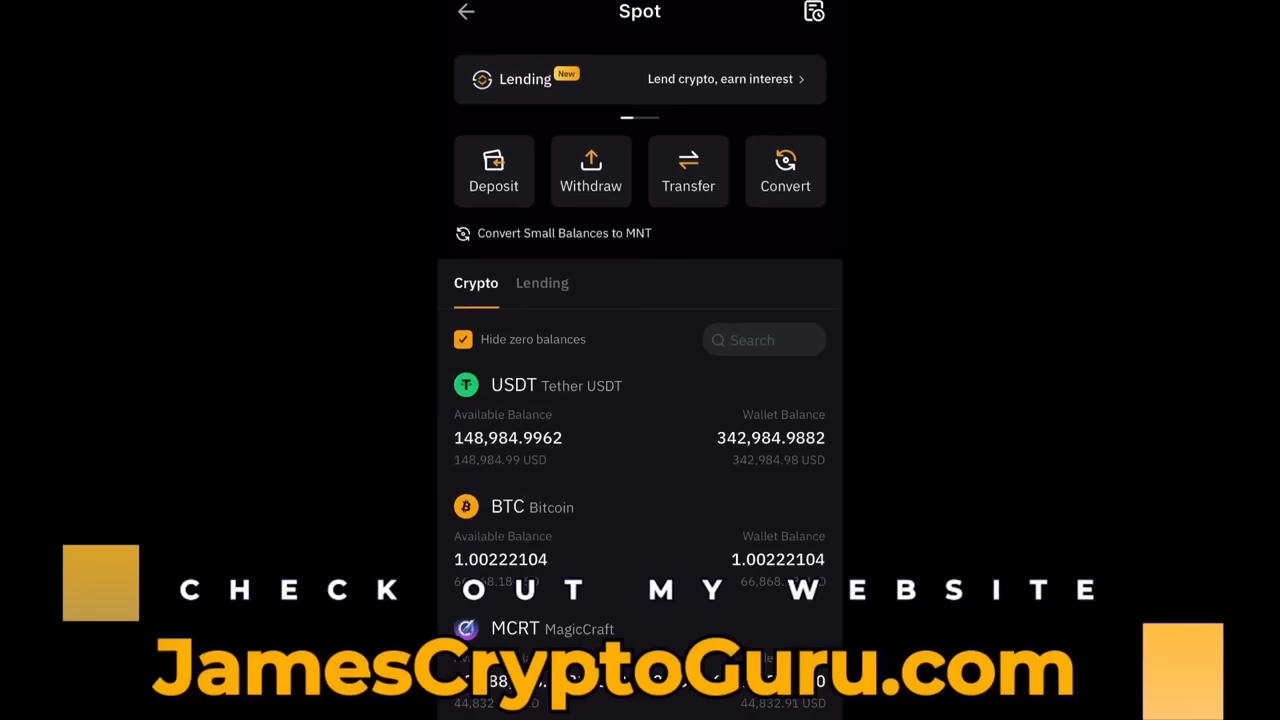 Spot
Lending New Lend crypto, earn interest >
Deposit Withdraw Transfer Convert
Convert Small Balances to MNT
Crypto Lending
Hide zero balances Search
USDT Tether USDT
Available Balance Wallet Balance
148,984.9962 342,984.9882
148,984.99 USD 342,984.98 USD
BTC Bitcoin
Available Balance Wallet Balance
1.00222104 1.00222104
CHECK OUT MY WEBSITE
MCRT MagicCraft
JamesCryptoGuru.com
44,832 44,832.91 USD